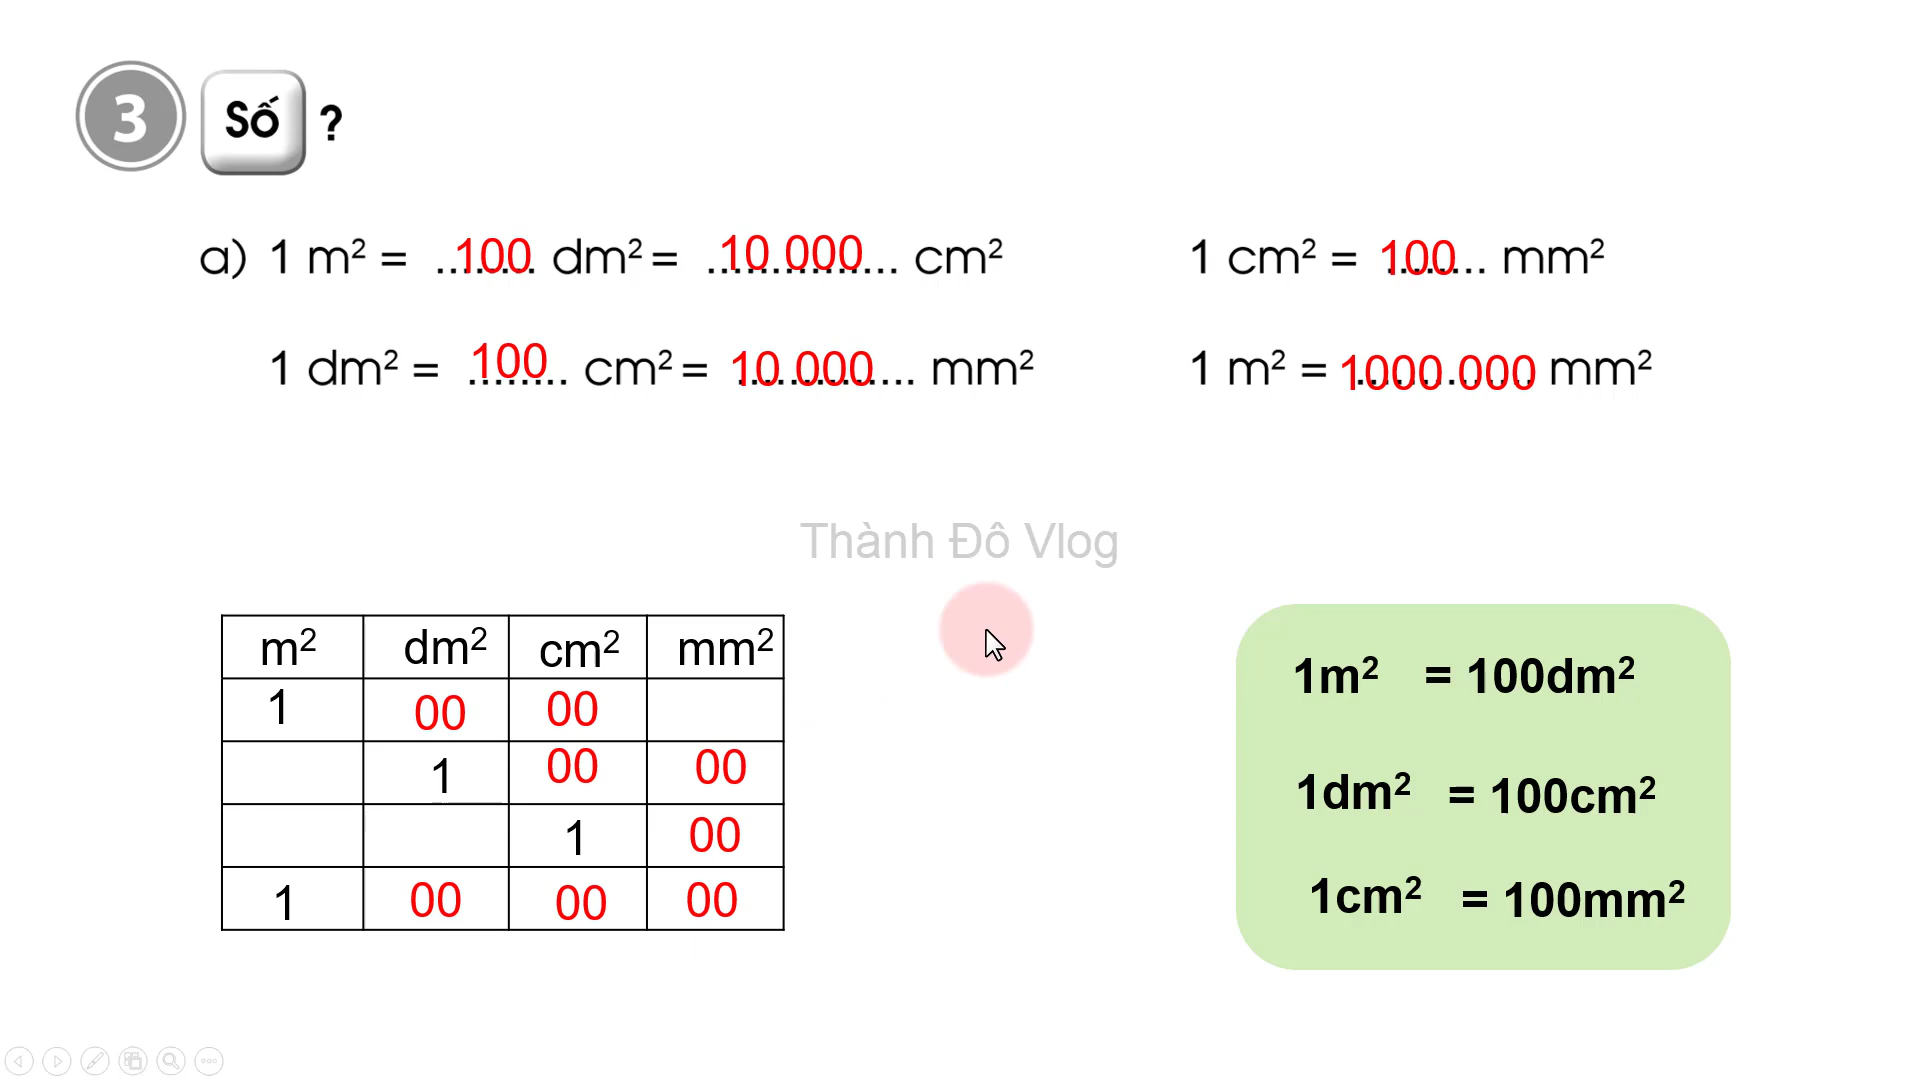 3 Số ?
a) 1 m² = ...100... dm² = ...10 000... cm² 1 cm² = ...100... mm²
1 dm² = ...100... cm² = ...10 000... mm² 1 m² = 1000.000 mm²
Thành Đô Vlog
m² dm² cm² mm²
1 00 00
1 00 00
1 00
1 00 00 00
1m² = 100dm²
1dm² = 100cm²
1cm² = 100mm²